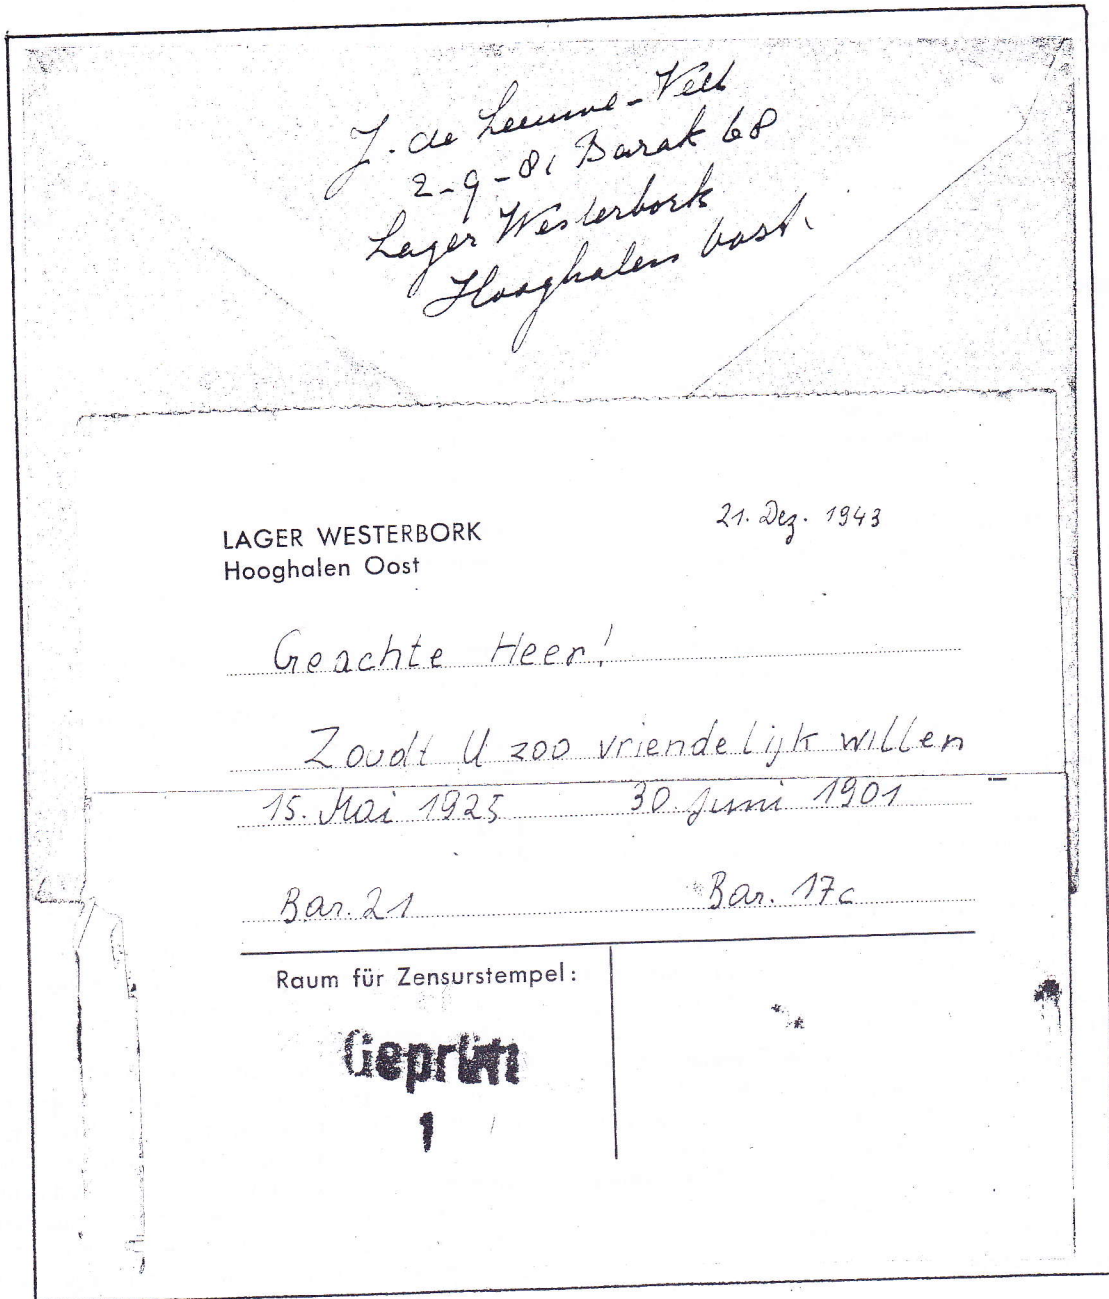 J. de Leeuwe-Velt
2-9-81 Barak 68
Lager Westerbork
Hooghalen Oost.
LAGER WESTERBORK
Hooghalen Oost
21. Dez. 1943
Geachte Heer!
Zoudt U zoo vriendelijk willen
15. Mai 1925 30. Juni 1901
Bar. 21 Bar. 17c
Raum für Zensurstempel:
Geprüft
1